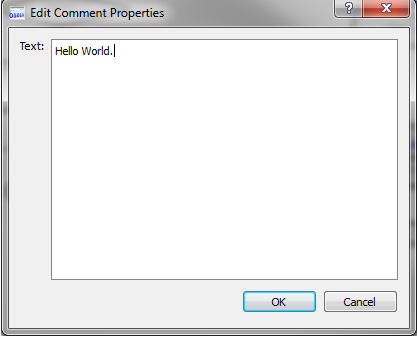 Edit Comment Properties
Text:
Hello World.
OK
Cancel